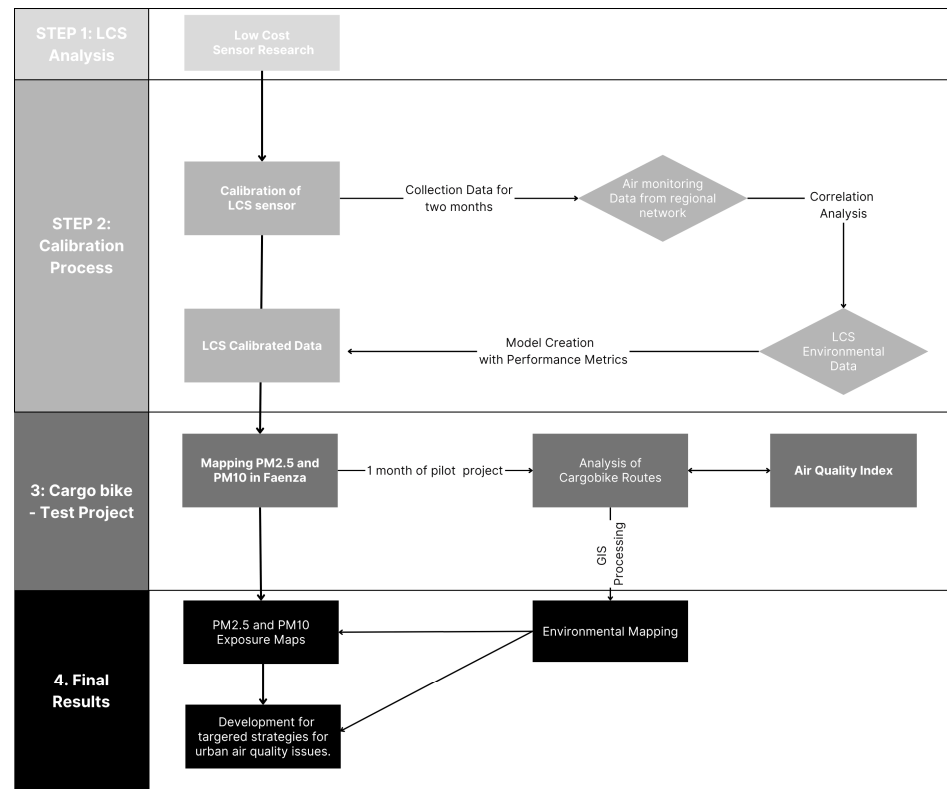 STEP 1: LCS
Analysis
Low Cost
Sensor Research
STEP 2:
Calibration
Process
Calibration of
LCS sensor
Collection Data for
two months
Air monitoring
Data from regional
network
Correlation
Analysis
LCS Calibrated Data
Model Creation
with Performance Metrics
LCS
Environmental
Data
3: Cargo bike
- Test Project
Mapping PM2.5 and
PM10 in Faenza
1 month of pilot project
Analysis of
Cargobike Routes
Air Quality Index
GIS
Processing
4. Final
Results
PM2.5 and PM10
Exposure Maps
Environmental Mapping
Development for
targered strategies for
urban air quality issues.